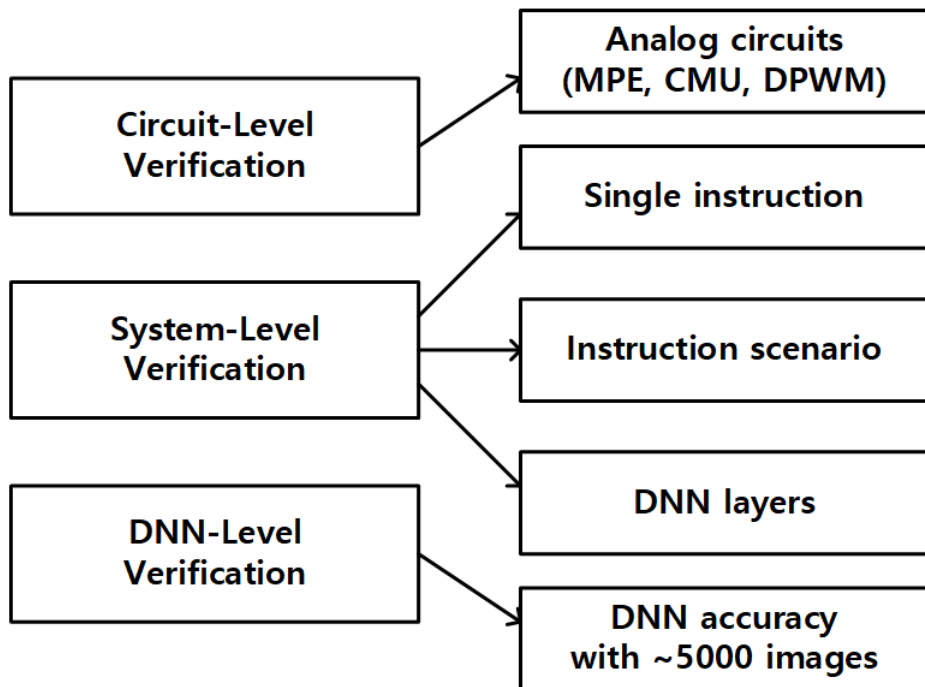 Circuit-Level
Verification
System-Level
Verification
DNN-Level
Verification
Analog circuits
(MPE, CMU, DPWM)
Single instruction
Instruction scenario
DNN layers
DNN accuracy
with ~5000 images